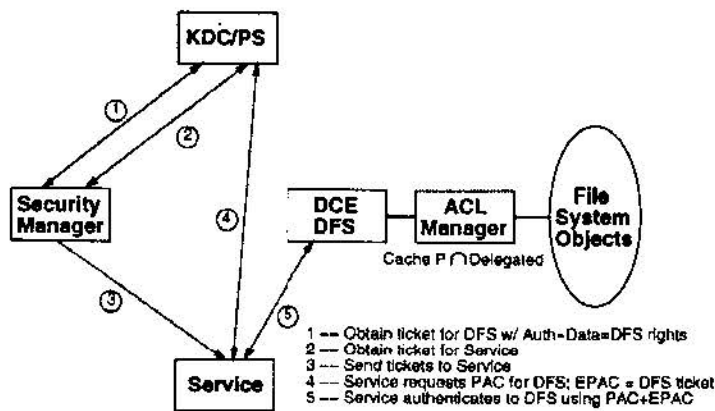 KDC/PS
1
2
Security
Manager
4
DCE
DFS
ACL
Manager
File
System
Objects
Cache P ∩ Delegated
3
5
Service
1 -- Obtain ticket for DFS w/ Auth-Data=DFS rights
2 -- Obtain ticket for Service
3 -- Send tickets to Service
4 -- Service requests PAC for DFS; EPAC = DFS ticket
5 -- Service authenticates to DFS using PAC+EPAC